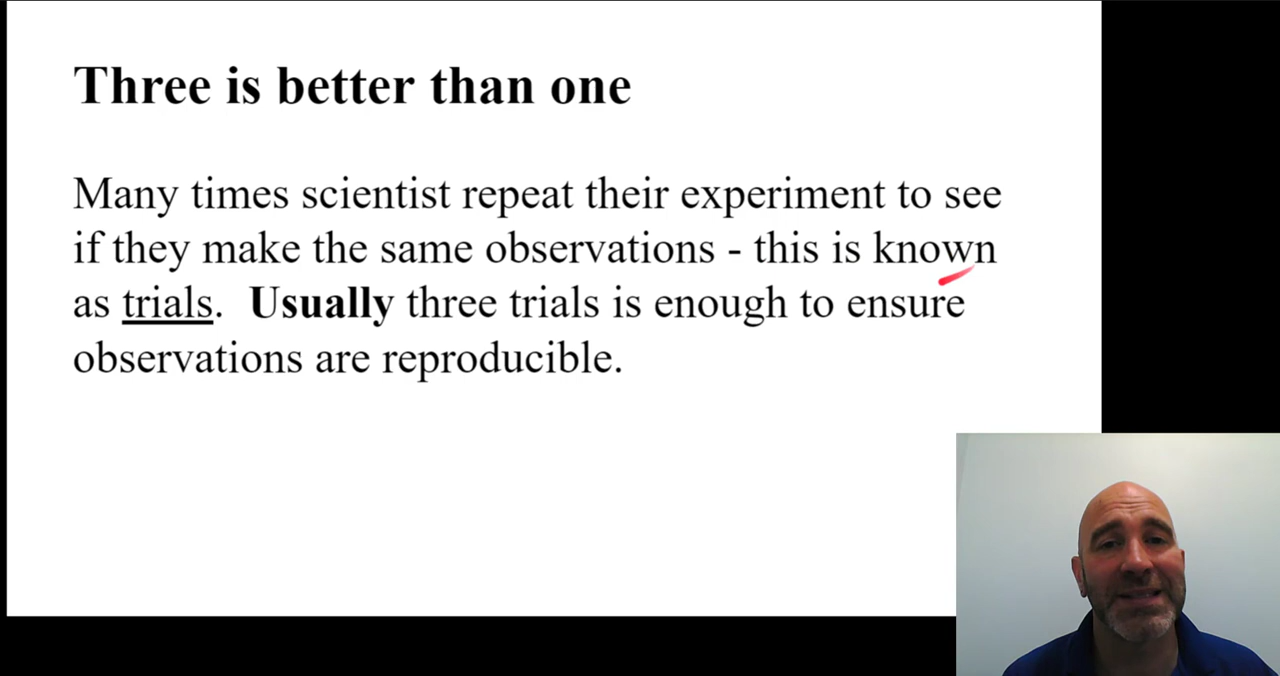 Three is better than one
Many times scientist repeat their experiment to see
if they make the same observations - this is known
as trials. Usually three trials is enough to ensure
observations are reproducible.